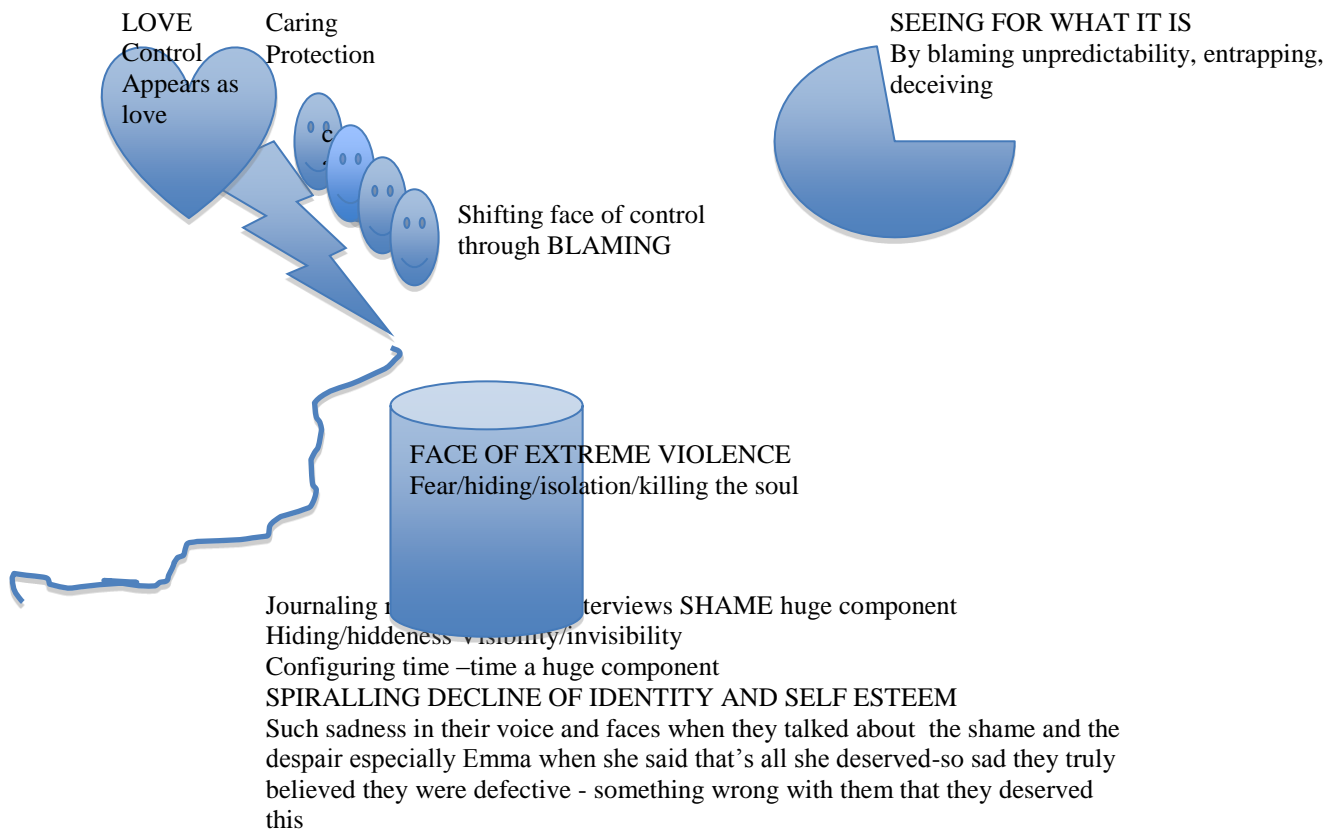 LOVE
Control
Appears as
love
Caring
Protection
c
SEEING FOR WHAT IT IS
By blaming unpredictability, entrapping,
deceiving
Shifting face of control
through BLAMING
FACE OF EXTREME VIOLENCE
Fear/hiding/isolation/killing the soul
Journaling terviews SHAME huge component
Hiding/hiddeness Visibility/invisibility
Configuring time –time a huge component
SPIRALLING DECLINE OF IDENTITY AND SELF ESTEEM
Such sadness in their voice and faces when they talked about the shame and the
despair especially Emma when she said that’s all she deserved-so sad they truly
believed they were defective - something wrong with them that they deserved
this